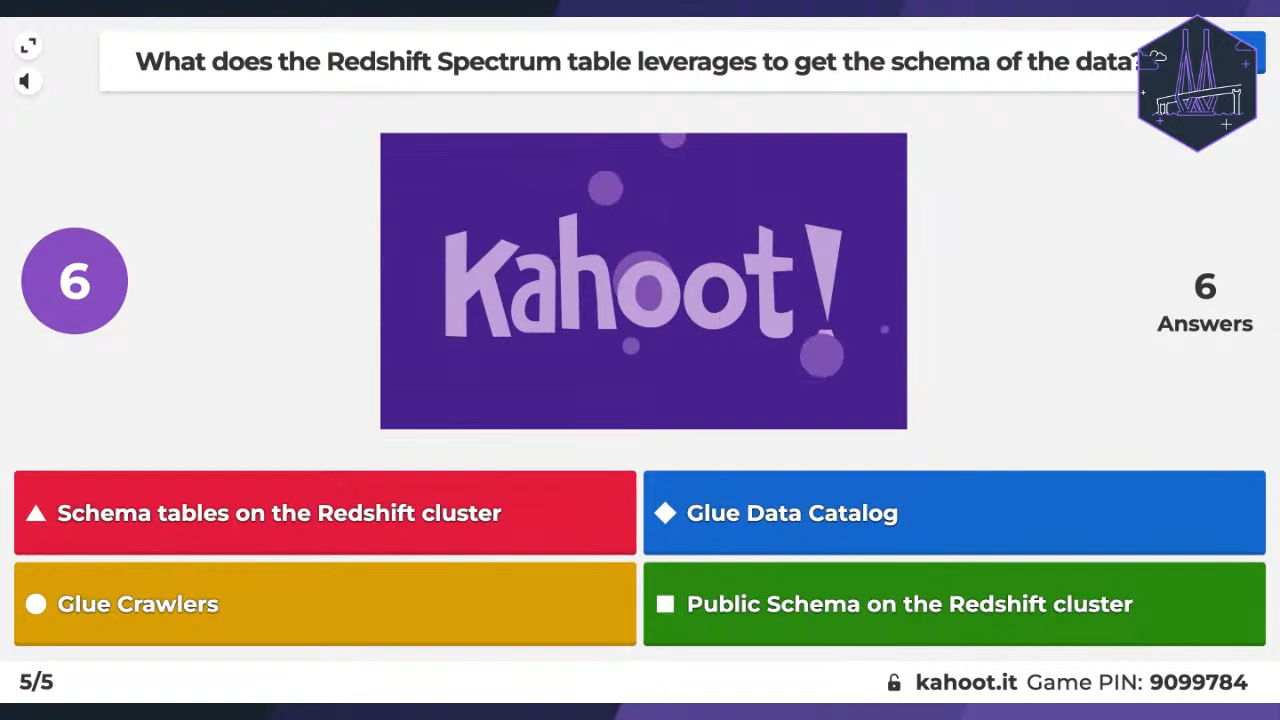 What does the Redshift Spectrum table leverages to get the schema of the data?
Kahoot!
6
6
Answers
Schema tables on the Redshift cluster
Glue Data Catalog
Glue Crawlers
Public Schema on the Redshift cluster
5/5
kahoot.it Game PIN: 9099784